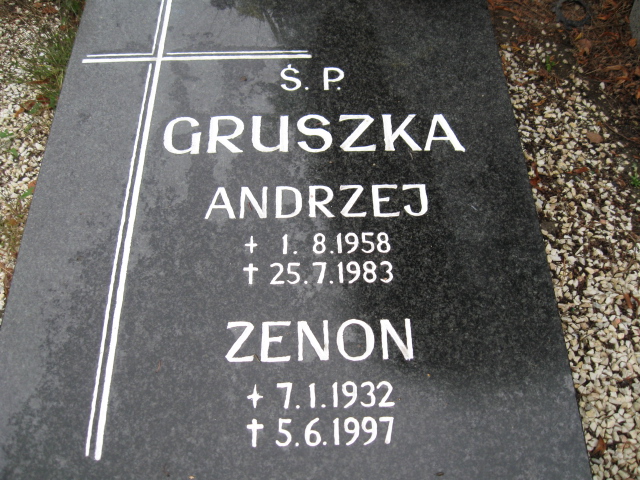 Ś. P.
GRUSZKA
ANDRZEJ
+ 1. 8.1958
† 25.7.1983
ZENON
+ 7.1.1932
† 5.6.1997